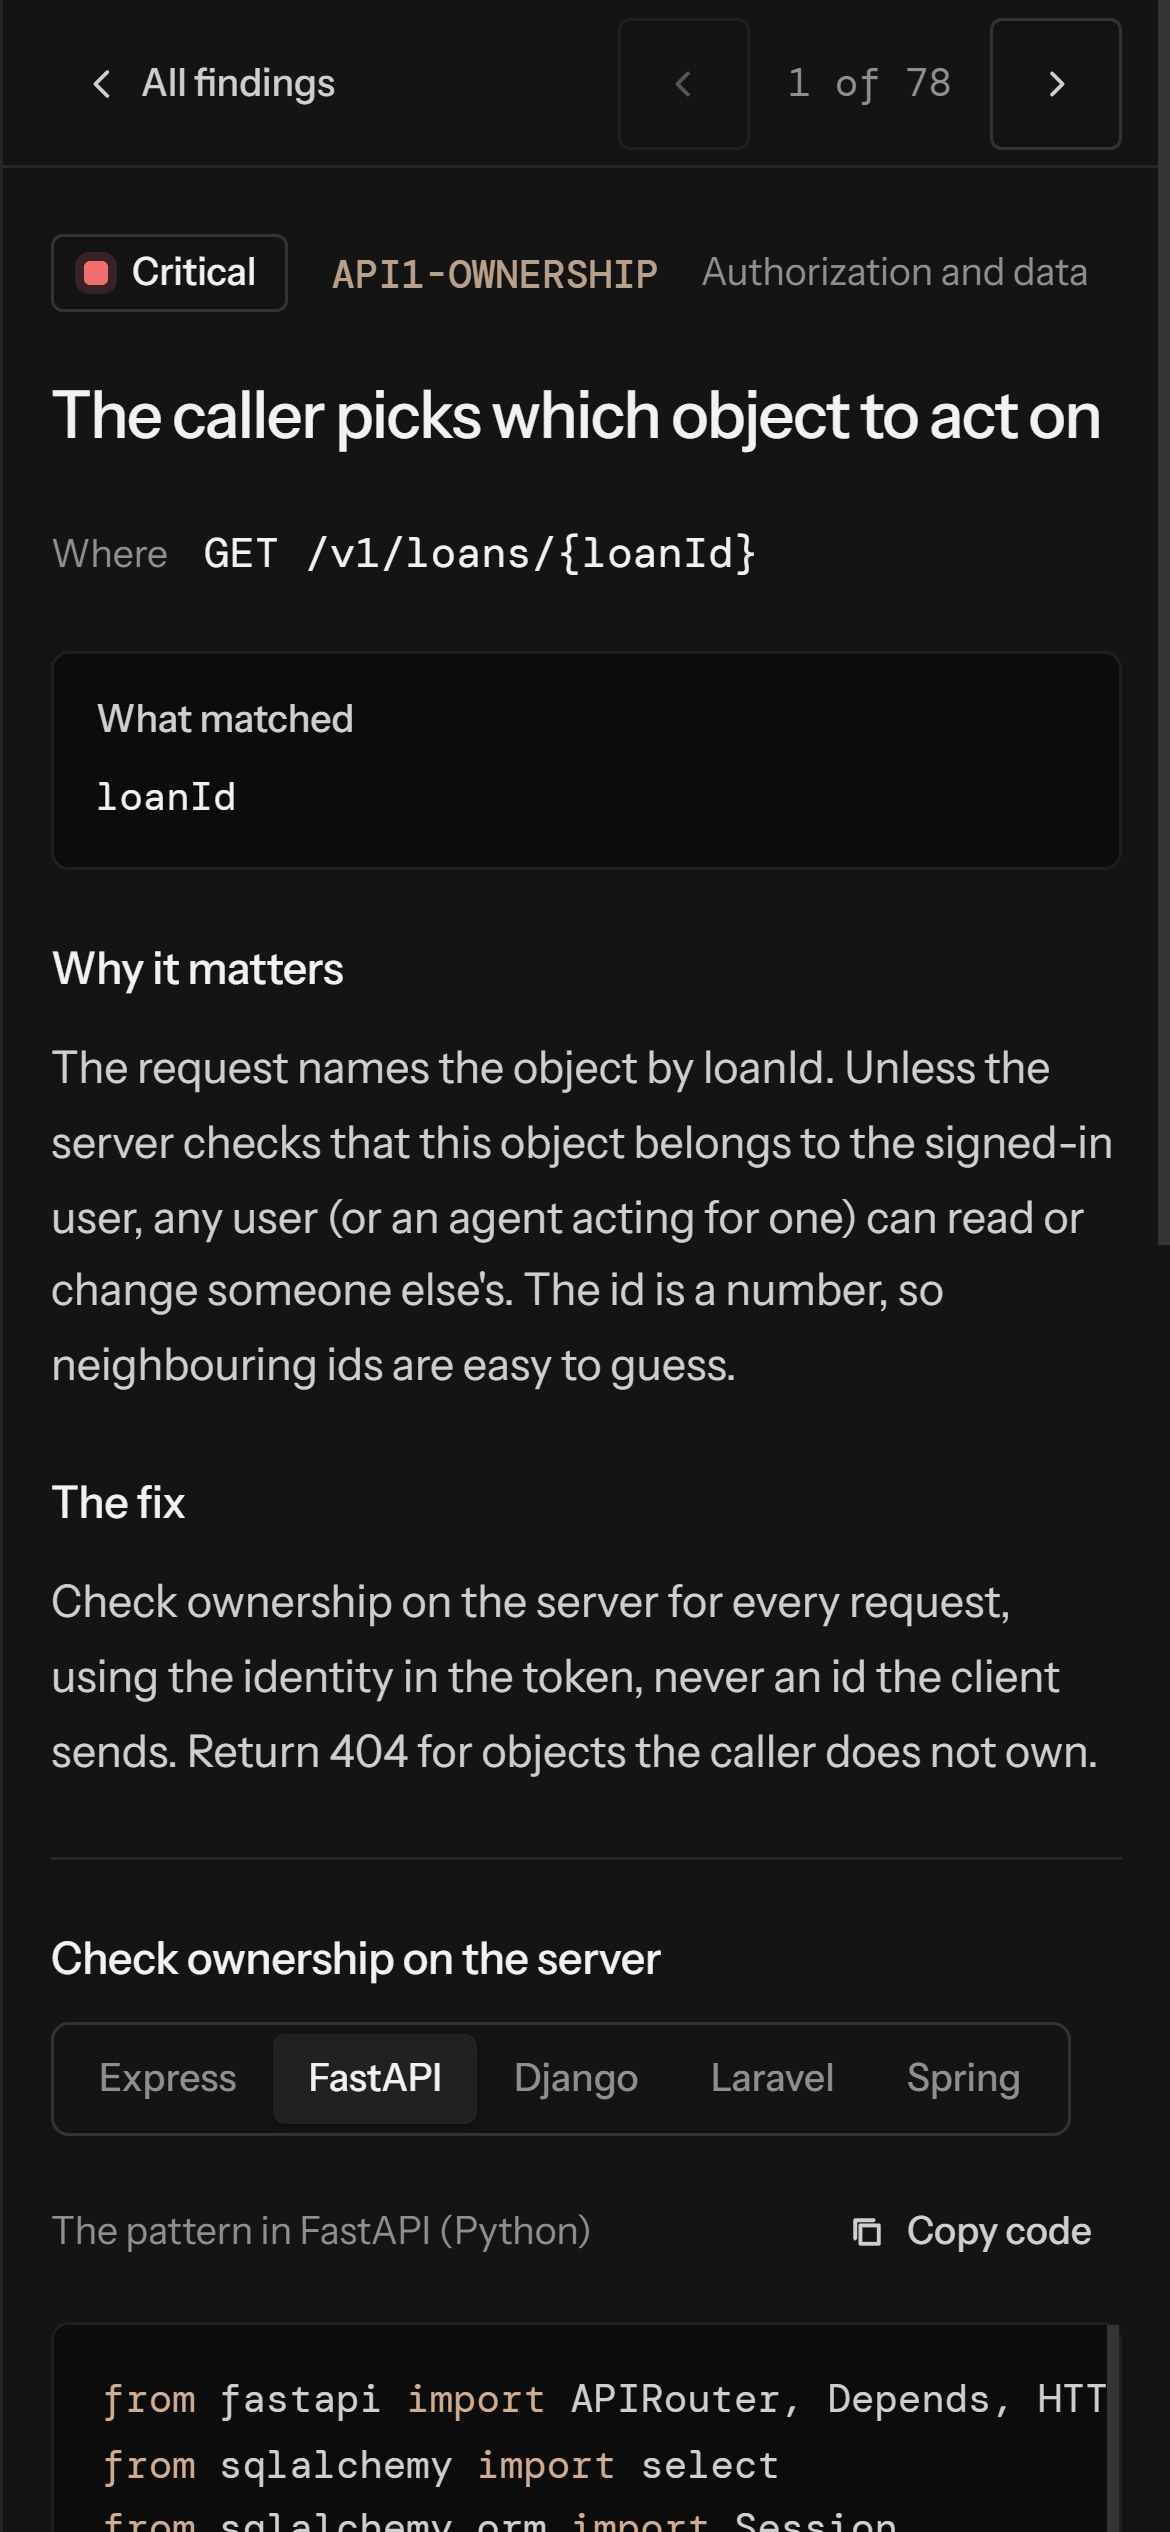 All findings
1 of 78
Critical API1-OWNERSHIP Authorization and data
The caller picks which object to act on
Where GET /v1/loans/{loanId}
What matched
loanId
Why it matters
The request names the object by loanId. Unless the
server checks that this object belongs to the signed-in
user, any user (or an agent acting for one) can read or
change someone else's. The id is a number, so
neighbouring ids are easy to guess.
The fix
Check ownership on the server for every request,
using the identity in the token, never an id the client
sends. Return 404 for objects the caller does not own.
Check ownership on the server
Express FastAPI Django Laravel Spring
The pattern in FastAPI (Python) Copy code
from fastapi import APIRouter, Depends, HTT
from sqlalchemy import select
from sqlalchemy.orm import Session